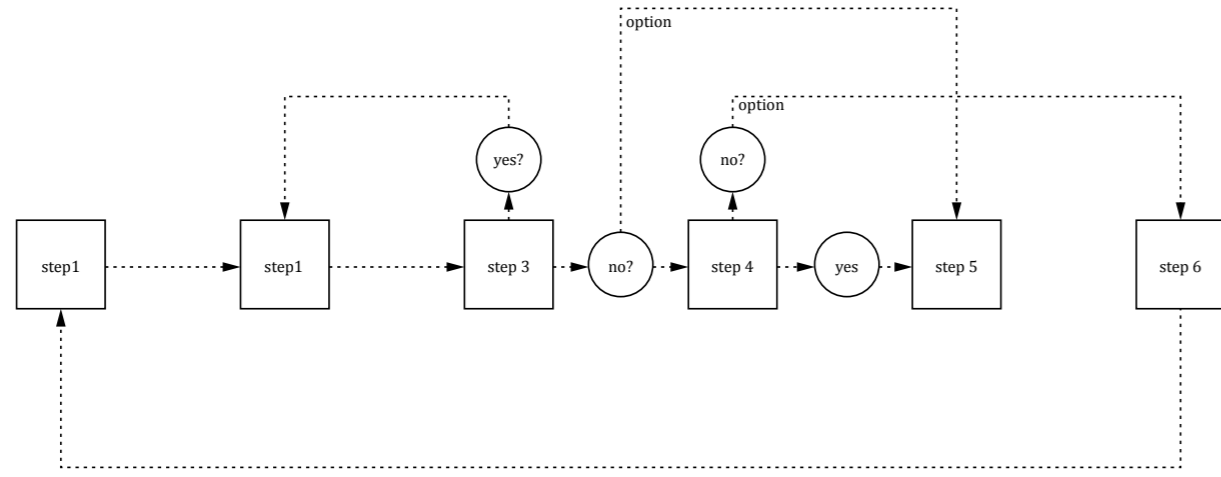 option
option
yes?
no?
step1
step1
step 3
no?
step 4
yes
step 5
step 6